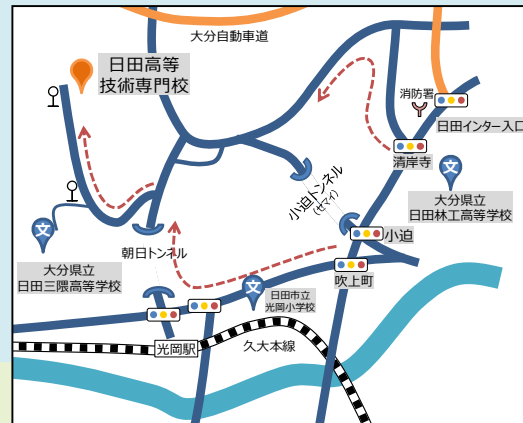 大分自動車道
日田高等
技術専門校
消防署
日田インター入口
清岸寺
文
大分県立
日田林工高等学校
小迫トンネル
(せマイ)
小迫
文
大分県立
日田三隈高等学校
朝日トンネル
吹上町
文
日田市立
光岡小学校
光岡駅
久大本線